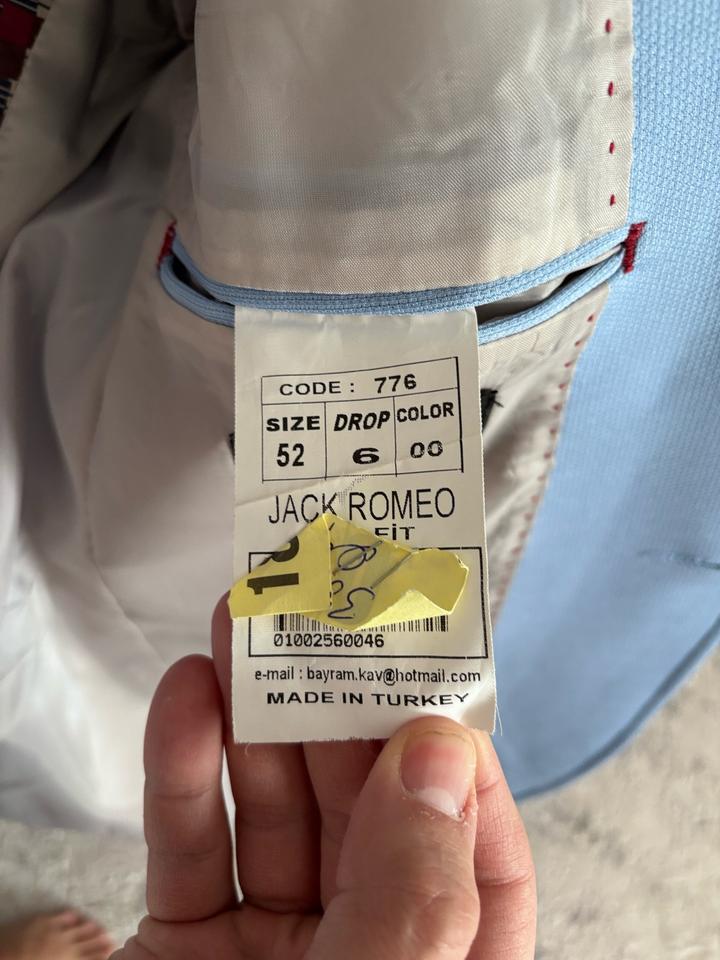 CODE : 776
SIZE DROP COLOR
52 6 00
JACK ROMEO
FİT
01002560046
e-mail : bayram.kav@hotmail.com
MADE IN TURKEY